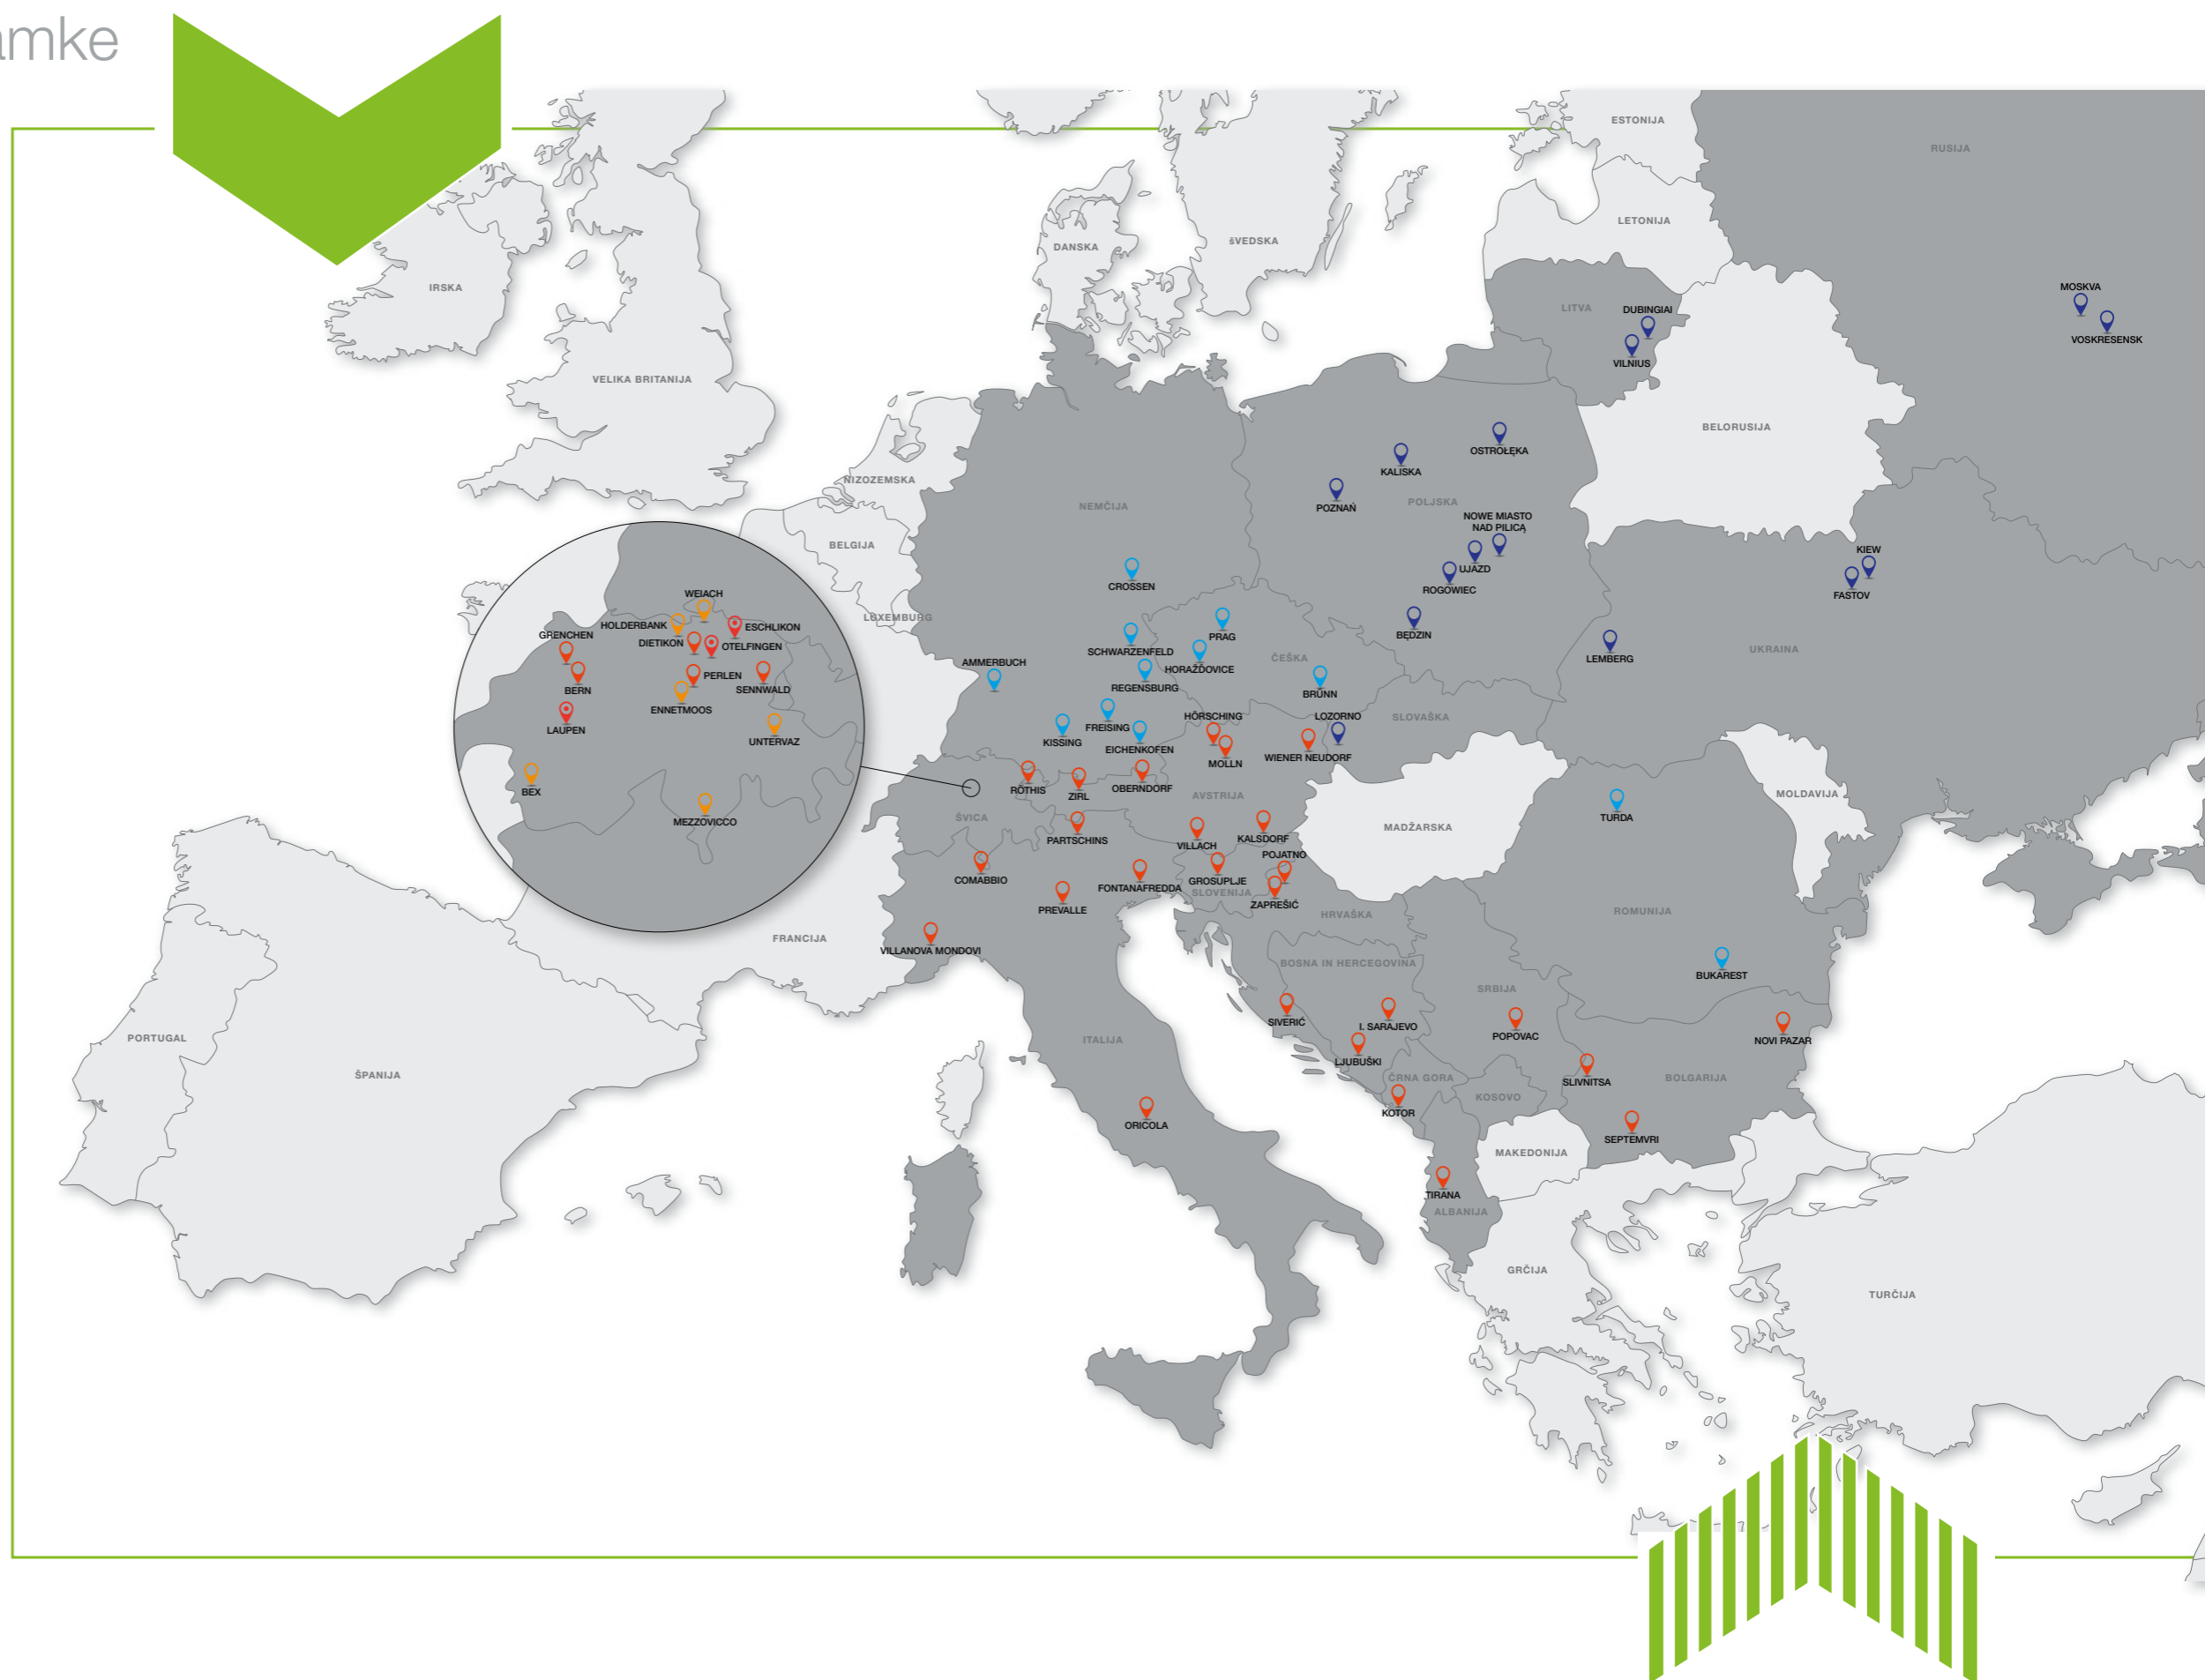 amke
ESTONIJA
RUSIJA
LETONIJA
DANSKA
šVEDSKA
IRSKA
MOSKVA
LITVA
DUBINGIAI
VOSKRESENSK
VILNIUS
VELIKA BRITANIJA
BELORUSIJA
OSTROŁĘKA
KALISKA
NIZOZEMSKA
POLJSKA
NEMČIJA
POZNAŃ
NOWE MIASTO
NAD PILICĄ
BELGIJA
KIEW
UJAZD
CROSSEN
ROGOWIEC
FASTOV
WEIACH
LUXEMBURG
HOLDERBANK
ESCHLIKON
GRENCHEN
DIETIKON
OTELFINGEN
PRAG
BĘDZIN
SCHWARZENFELD
UKRAINA
ČEŠKA
LEMBERG
AMMERBUCH
HORAŽĎOVICE
PERLEN
BERN
SENNWALD
REGENSBURG
BRÜNN
ENNETMOOS
HÖRSCHING
LOZORNO
SLOVAŠKA
LAUPEN
FREISING
UNTERVAZ
KISSING
EICHENKOFEN
WIENER NEUDORF
MOLLN
BEX
RÖTHIS
ZIRL
OBERNDORF
AVSTRIJA
MOLDAVIJA
MEZZOVICCO
ŠVICA
TURDA
MADŽARSKA
PARTSCHINS
VILLACH
KALSDORF
POJATNO
COMABBIO
FONTANAFREDDA
GROSUPLJE
SLOVENIJA
ZAPREŠIĆ
PREVALLE
HRVAŠKA
ROMUNIJA
FRANCIJA
VILLANOVA MONDOVI
BOSNA IN HERCEGOVINA
BUKAREST
SRBIJA
SIVERIĆ
I. SARAJEVO
POPOVAC
PORTUGAL
ITALIJA
NOVI PAZAR
LJUBUŠKI
ŠPANIJA
ČRNA GORA
SLIVNITSA
BOLGARIJA
KOSOVO
KOTOR
ORICOLA
SEPTEMVRI
MAKEDONIJA
TIRANA
ALBANIJA
GRČIJA
TURČIJA